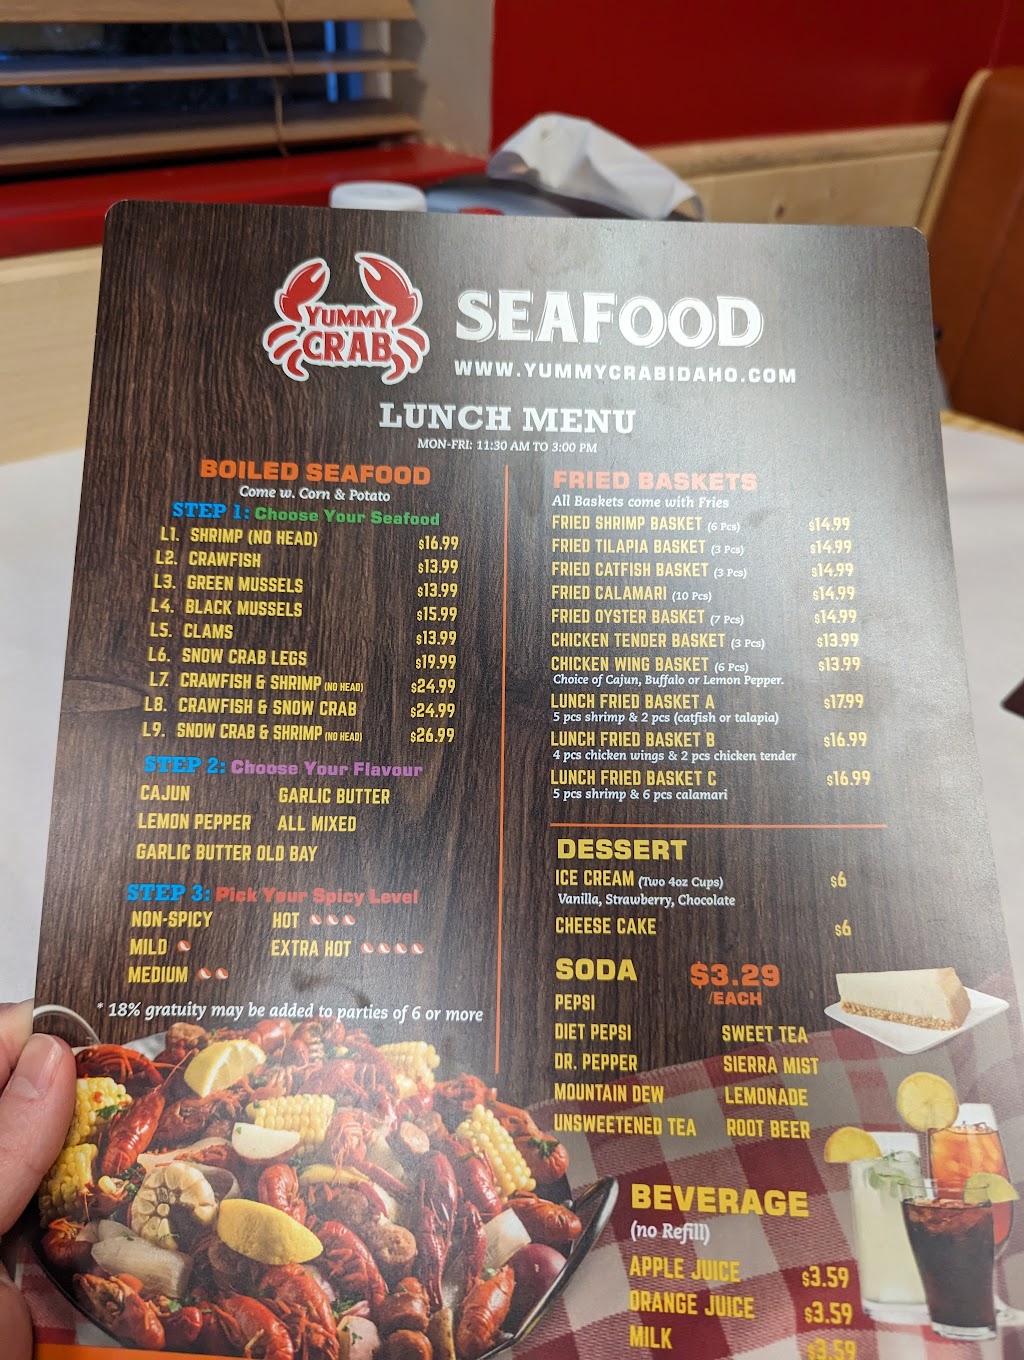 YUMMY
CRAB
SEAFOOD
WWW.YUMMYCRABIDAHO.COM
LUNCH MENU
MON-FRI: 11:30 AM TO 3:00 PM
BOILED SEAFOOD
Come w. Corn & Potato
STEP 1: Choose Your Seafood
L1. SHRIMP (NO HEAD) $16.99
L2. CRAWFISH $13.99
L3. GREEN MUSSELS $13.99
L4. BLACK MUSSELS $15.99
L5. CLAMS $13.99
L6. SNOW CRAB LEGS $19.99
L7. CRAWFISH & SHRIMP (NO HEAD) $24.99
L8. CRAWFISH & SNOW CRAB $24.99
L9. SNOW CRAB & SHRIMP (NO HEAD) $26.99
STEP 2: Choose Your Flavour
CAJUN GARLIC BUTTER
LEMON PEPPER ALL MIXED
GARLIC BUTTER OLD BAY
STEP 3: Pick Your Spicy Level
NON-SPICY HOT
MILD EXTRA HOT
MEDIUM
* 18% gratuity may be added to parties of 6 or more
FRIED BASKETS
All Baskets come with Fries
FRIED SHRIMP BASKET (6 Pcs) $14.99
FRIED TILAPIA BASKET (3 Pcs) $14.99
FRIED CATFISH BASKET (3 Pcs) $14.99
FRIED CALAMARI (10 Pcs) $14.99
FRIED OYSTER BASKET (7 Pcs) $14.99
CHICKEN TENDER BASKET (3 Pcs) $13.99
CHICKEN WING BASKET (6 Pcs) $13.99
Choice of Cajun, Buffalo or Lemon Pepper.
LUNCH FRIED BASKET A $17.99
5 pcs shrimp & 2 pcs (catfish or talapia)
LUNCH FRIED BASKET B $16.99
4 pcs chicken wings & 2 pcs chicken tender
LUNCH FRIED BASKET C $16.99
5 pcs shrimp & 6 pcs calamari
DESSERT
ICE CREAM (Two 4oz Cups) $6
Vanilla, Strawberry, Chocolate
CHEESE CAKE $6
SODA $3.29
/EACH
PEPSI
DIET PEPSI SWEET TEA
DR. PEPPER SIERRA MIST
MOUNTAIN DEW LEMONADE
UNSWEETENED TEA ROOT BEER
BEVERAGE
(no Refill)
APPLE JUICE $3.59
ORANGE JUICE $3.59
MILK $3.59